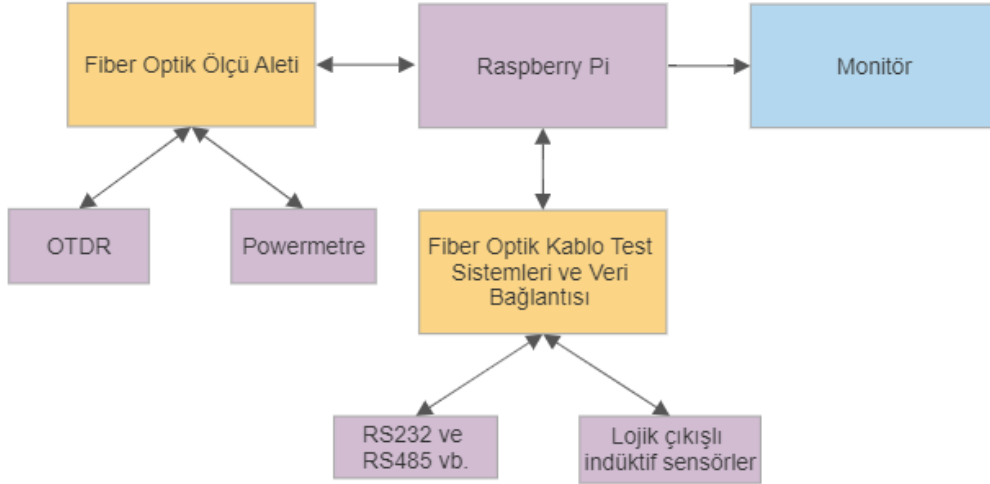 Fiber Optik Ölçü Aleti
Raspberry Pi
Monitör
OTDR
Powermetre
Fiber Optik Kablo Test
Sistemleri ve Veri
Bağlantısı
RS232 ve
RS485 vb.
Lojik çıkışlı
indüktif sensörler